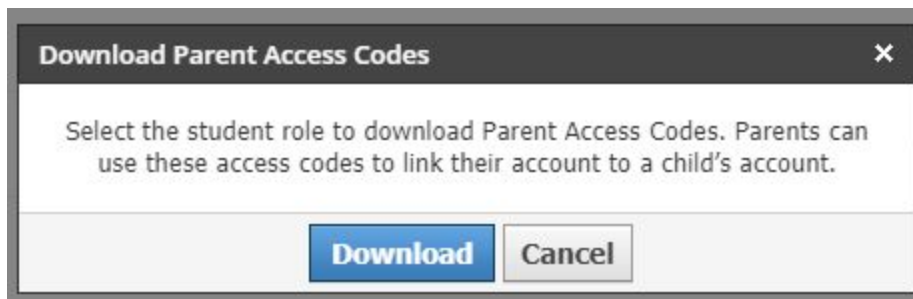 Download Parent Access Codes ×
Select the student role to download Parent Access Codes. Parents can
use these access codes to link their account to a child’s account.
Download Cancel